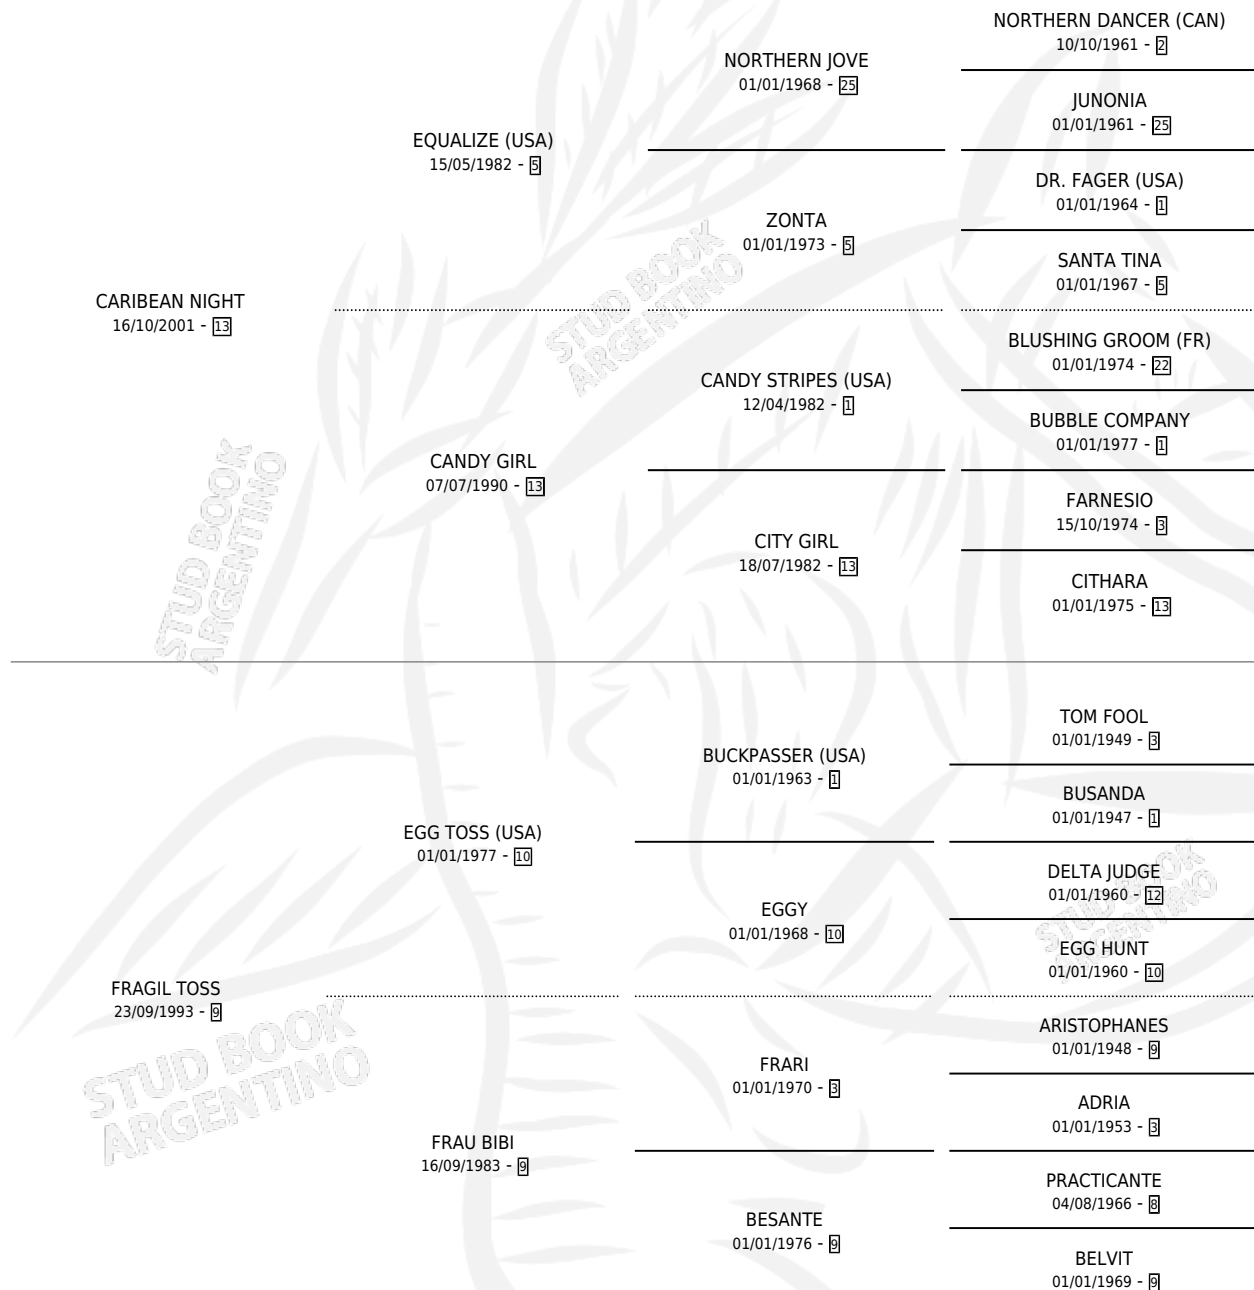 NORTHERN DANCER (CAN)
10/10/1961 - 2
NORTHERN JOVE
01/01/1968 - 25
JUNONIA
01/01/1961 - 25
EQUALIZE (USA)
15/05/1982 - 5
DR. FAGER (USA)
01/01/1964 - 1
ZONTA
01/01/1973 - 5
SANTA TINA
01/01/1967 - 5
CARIBEAN NIGHT
16/10/2001 - 13
STUD BOOK
ARGENTINO
BLUSHING GROOM (FR)
01/01/1974 - 22
CANDY STRIPES (USA)
12/04/1982 - 1
BUBBLE COMPANY
01/01/1977 - 1
CANDY GIRL
07/07/1990 - 13
FARNESIO
15/10/1974 - 3
CITY GIRL
18/07/1982 - 13
CITHARA
01/01/1975 - 13
STUD BOOK
ARGENTINO
TOM FOOL
01/01/1949 - 3
BUCKPASSER (USA)
01/01/1963 - 1
BUSANDA
01/01/1947 - 1
EGG TOSS (USA)
01/01/1977 - 10
DELTA JUDGE
01/01/1960 - 12
EGGY
01/01/1968 - 10
STUD BOOK
ARGENTINO
EGG HUNT
01/01/1960 - 10
FRAGIL TOSS
23/09/1993 - 9
STUD BOOK
ARGENTINO
ARISTOPHANES
01/01/1948 - 9
FRARI
01/01/1970 - 3
ADRIA
01/01/1953 - 3
FRAU BIBI
16/09/1983 - 9
PRACTICANTE
04/08/1966 - 8
BESANTE
01/01/1976 - 9
BELVIT
01/01/1969 - 9